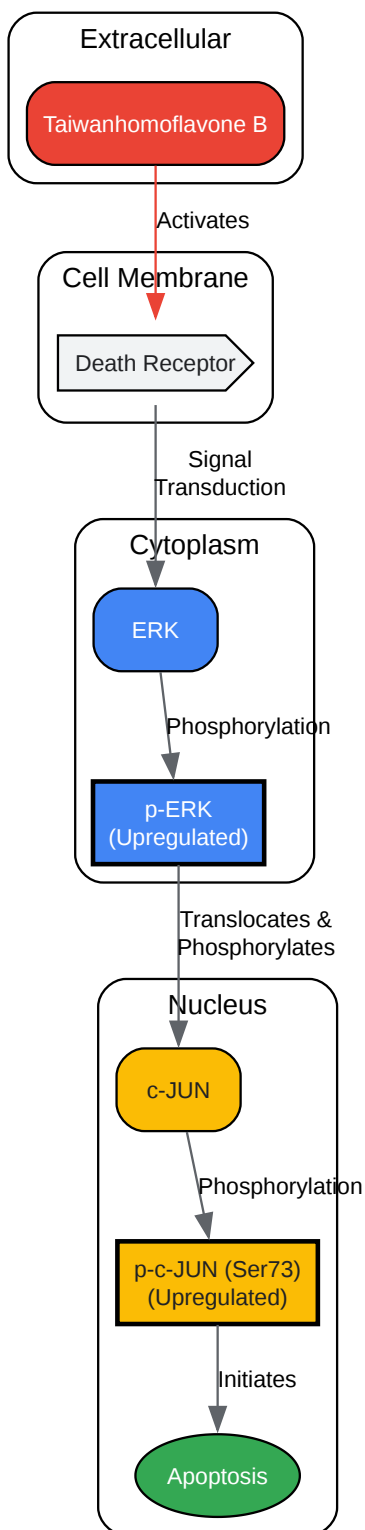 Extracellular
Taiwanhomoflavone B
Activates
Cell Membrane
Death Receptor
Signal
Transduction
Cytoplasm
ERK
Phosphorylation
p-ERK
(Upregulated)
Translocates &
Phosphorylates
Nucleus
c-JUN
Phosphorylation
p-c-JUN (Ser73)
(Upregulated)
Initiates
Apoptosis